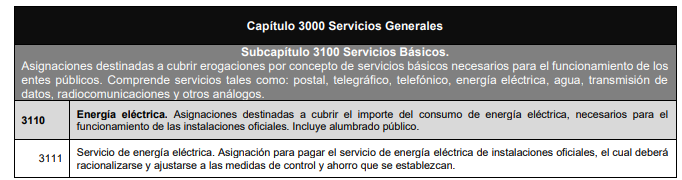 Capítulo 3000 Servicios Generales
Subcapítulo 3100 Servicios Básicos.
Asignaciones destinadas a cubrir erogaciones por concepto de servicios básicos necesarios para el funcionamiento de los
entes públicos. Comprende servicios tales como: postal, telegráfico, telefónico, energía eléctrica, agua, transmisión de
datos, radiocomunicaciones y otros análogos.
3110 Energía eléctrica. Asignaciones destinadas a cubrir el importe del consumo de energía eléctrica, necesarios para el
funcionamiento de las instalaciones oficiales. Incluye alumbrado público.
3111 Servicio de energía eléctrica. Asignación para pagar el servicio de energía eléctrica de instalaciones oficiales, el cual deberá
racionalizarse y ajustarse a las medidas de control y ahorro que se establezcan.